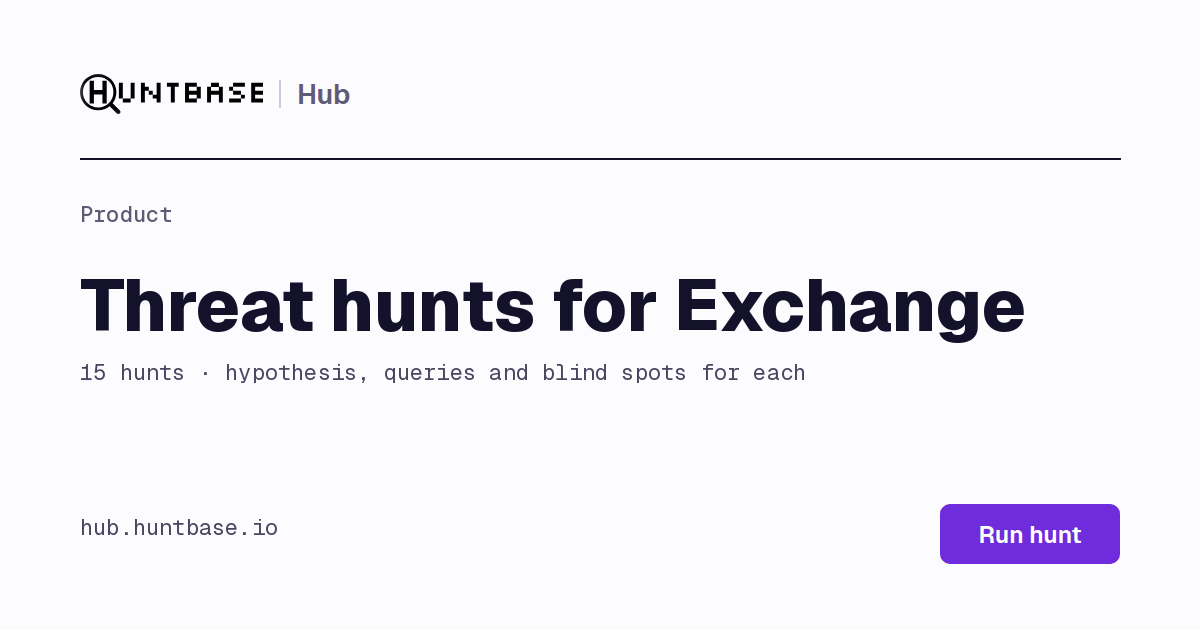 HUNTBASE | Hub
Product
Threat hunts for Exchange
15 hunts · hypothesis, queries and blind spots for each
hub.huntbase.io
Run hunt